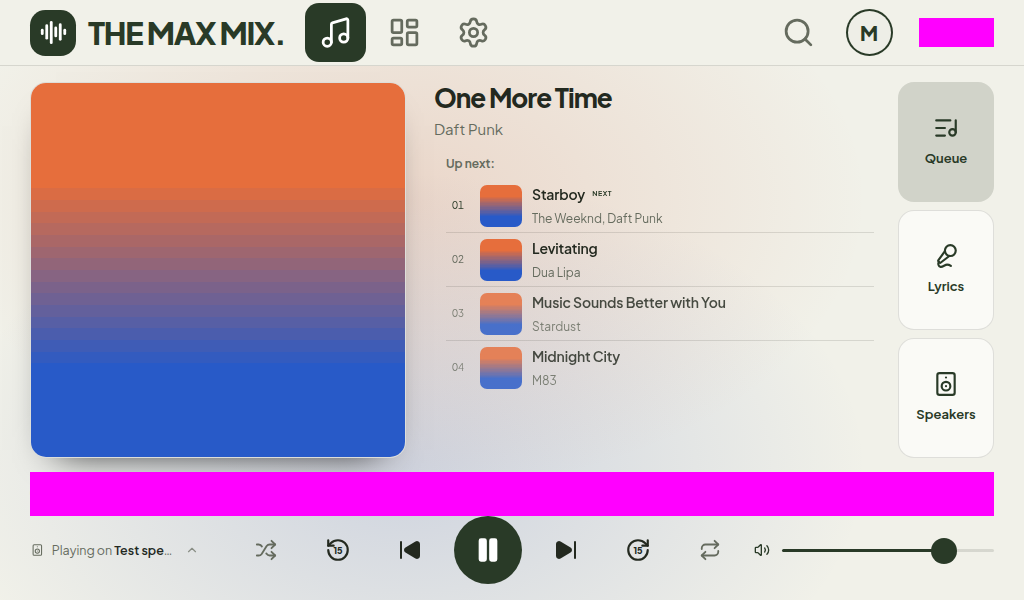 THE MAX MIX.
M
One More Time
Daft Punk
Up next:
01
Starboy NEXT
The Weeknd, Daft Punk
02
Levitating
Dua Lipa
03
Music Sounds Better with You
Stardust
04
Midnight City
M83
Queue
Lyrics
Speakers
Playing on Test spe...
15
15